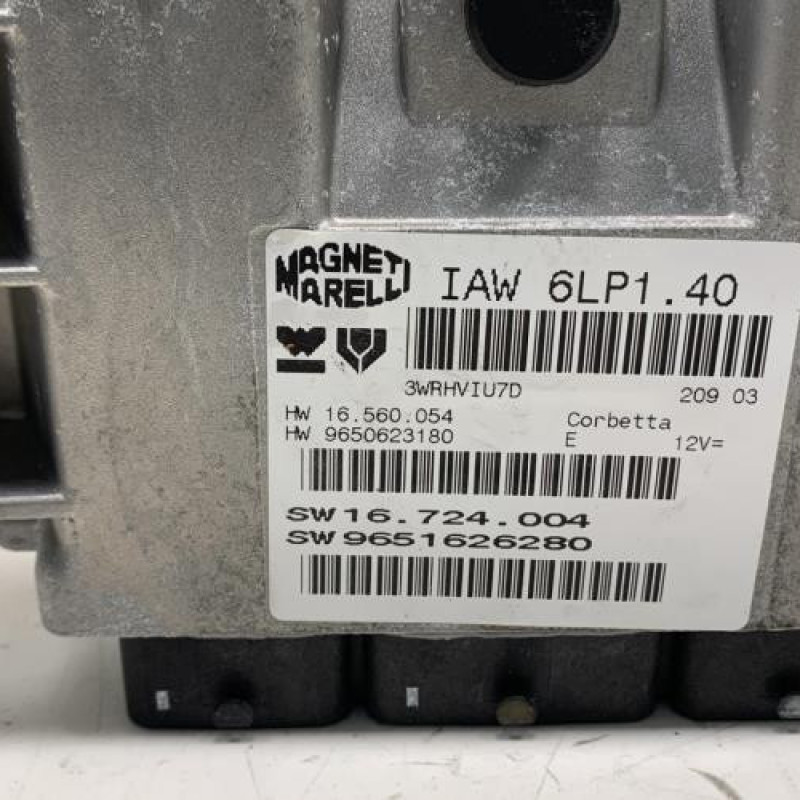 MAGNETI
MARELLI
IAW 6LP1.40
3WRHVIU7D 209 03
HW 16.560.054 Corbetta
HW 9650623180 E 12V=
SW 16.724.004
SW 9651626280